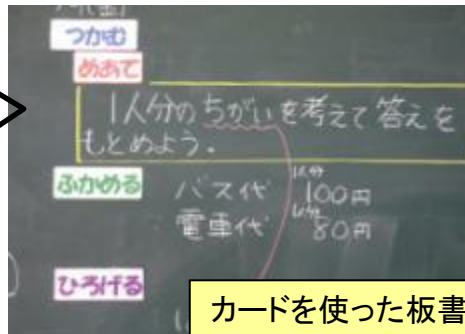 つかむ
めあて
1人分のちがいを考えて答えを
もとめよう。
ふかめる
バス代 1人分 100円
電車代 1人分 80円
ひろげる
カードを使った板書